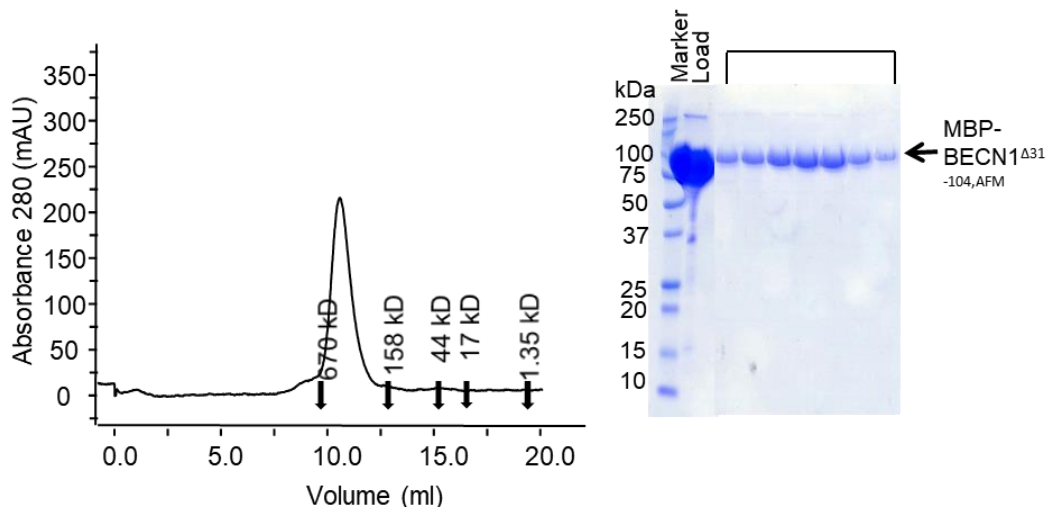 Absorbance 280 (mAU)
350
300
250
200
150
100
50
0
670 kD
158 kD
44 kD
17 kD
1.35 kD
0.0
5.0
10.0
15.0
20.0
Volume (ml)
Marker
Load
kDa
250
100
75
50
37
25
20
15
10
MBP-
BECN1Δ31
-104,AFM